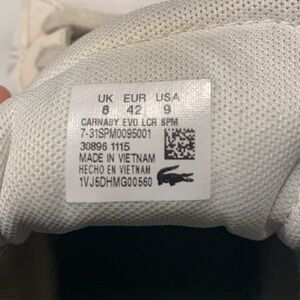 UK EUR USA
8 42 9
CARNABY EVO LCR SPM
7-31SPM0095001
30896 1115
MADE IN VIETNAM
HECHO EN VIETNAM
1VJ5DHMG00560